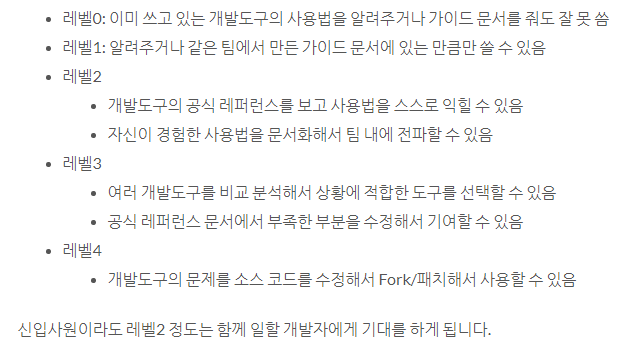 레벨0: 이미 쓰고 있는 개발도구의 사용법을 알려주거나 가이드 문서를 줘도 잘 못 씀
레벨1: 알려주거나 같은 팀에서 만든 가이드 문서에 있는 만큼만 쓸 수 있음
레벨2
개발도구의 공식 레퍼런스를 보고 사용법을 스스로 익힐 수 있음
자신이 경험한 사용법을 문서화해서 팀 내에 전파할 수 있음
레벨3
여러 개발도구를 비교 분석해서 상황에 적합한 도구를 선택할 수 있음
공식 레퍼런스 문서에서 부족한 부분을 수정해서 기여할 수 있음
레벨4
개발도구의 문제를 소스 코드를 수정해서 Fork/패치해서 사용할 수 있음
신입사원이라도 레벨2 정도는 함께 일할 개발자에게 기대를 하게 됩니다.